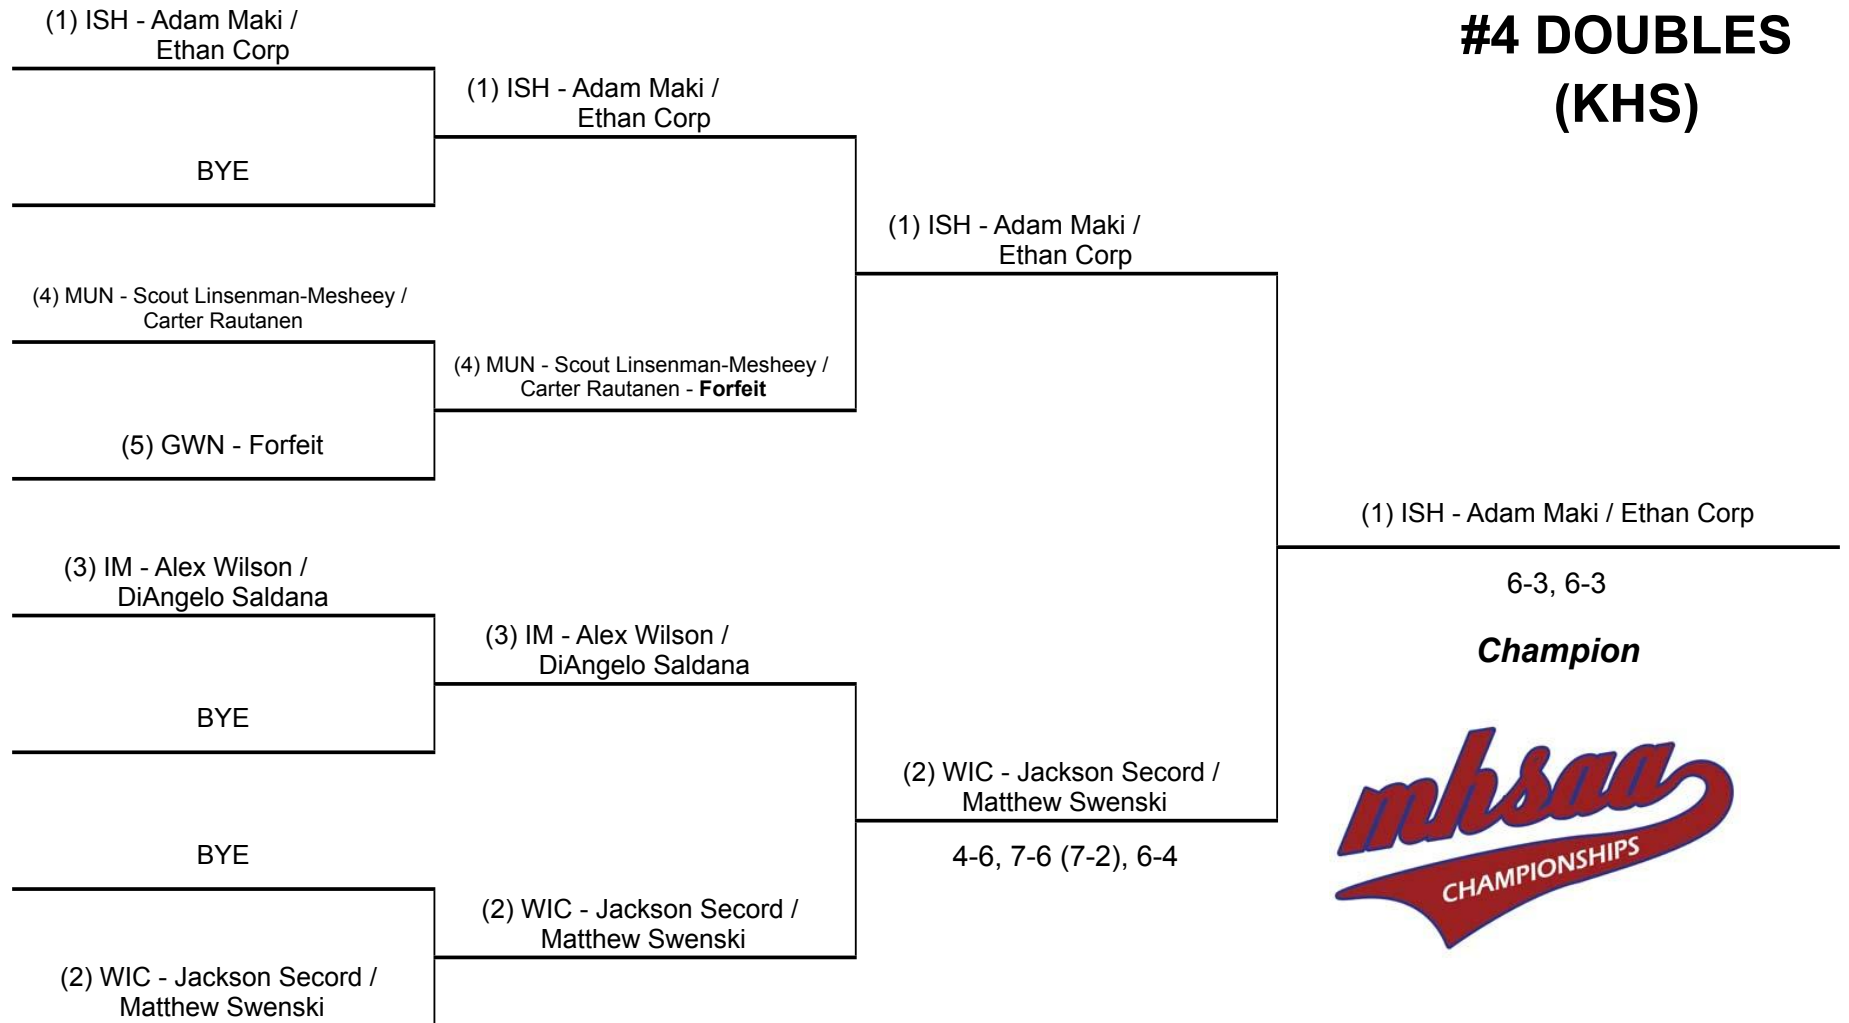 (1) ISH - Adam Maki /
Ethan Corp
BYE
(4) MUN - Scout Linsenman-Mesheey /
Carter Rautanen
(5) GWN - Forfeit
(3) IM - Alex Wilson /
DiAngelo Saldana
BYE
BYE
(2) WIC - Jackson Secord /
Matthew Swenski
(1) ISH - Adam Maki /
Ethan Corp
(4) MUN - Scout Linsenman-Mesheey /
Carter Rautanen - Forfeit
(3) IM - Alex Wilson /
DiAngelo Saldana
(2) WIC - Jackson Secord /
Matthew Swenski
(1) ISH - Adam Maki /
Ethan Corp
(2) WIC - Jackson Secord /
Matthew Swenski
4-6, 7-6 (7-2), 6-4
#4 DOUBLES
(KHS)
(1) ISH - Adam Maki / Ethan Corp
6-3, 6-3
Champion
mhsaa
CHAMPIONSHIPS